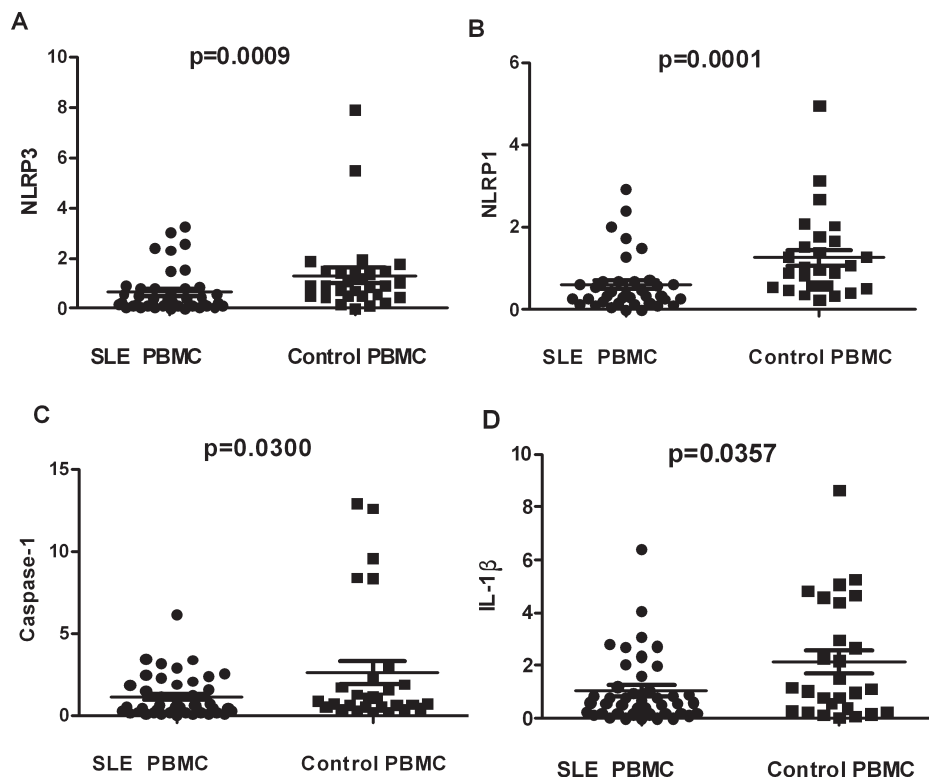 A
p=0.0009
10
8
6
4
2
0
NLRP3
SLE PBMC
Control PBMC
B
p=0.0001
6
4
2
0
NLRP1
SLE PBMC
Control PBMC
C
p=0.0300
15
10
5
0
Caspase-1
SLE PBMC
Control PBMC
D
p=0.0357
10
8
6
4
2
0
IL-1β
SLE PBMC
Control PBMC